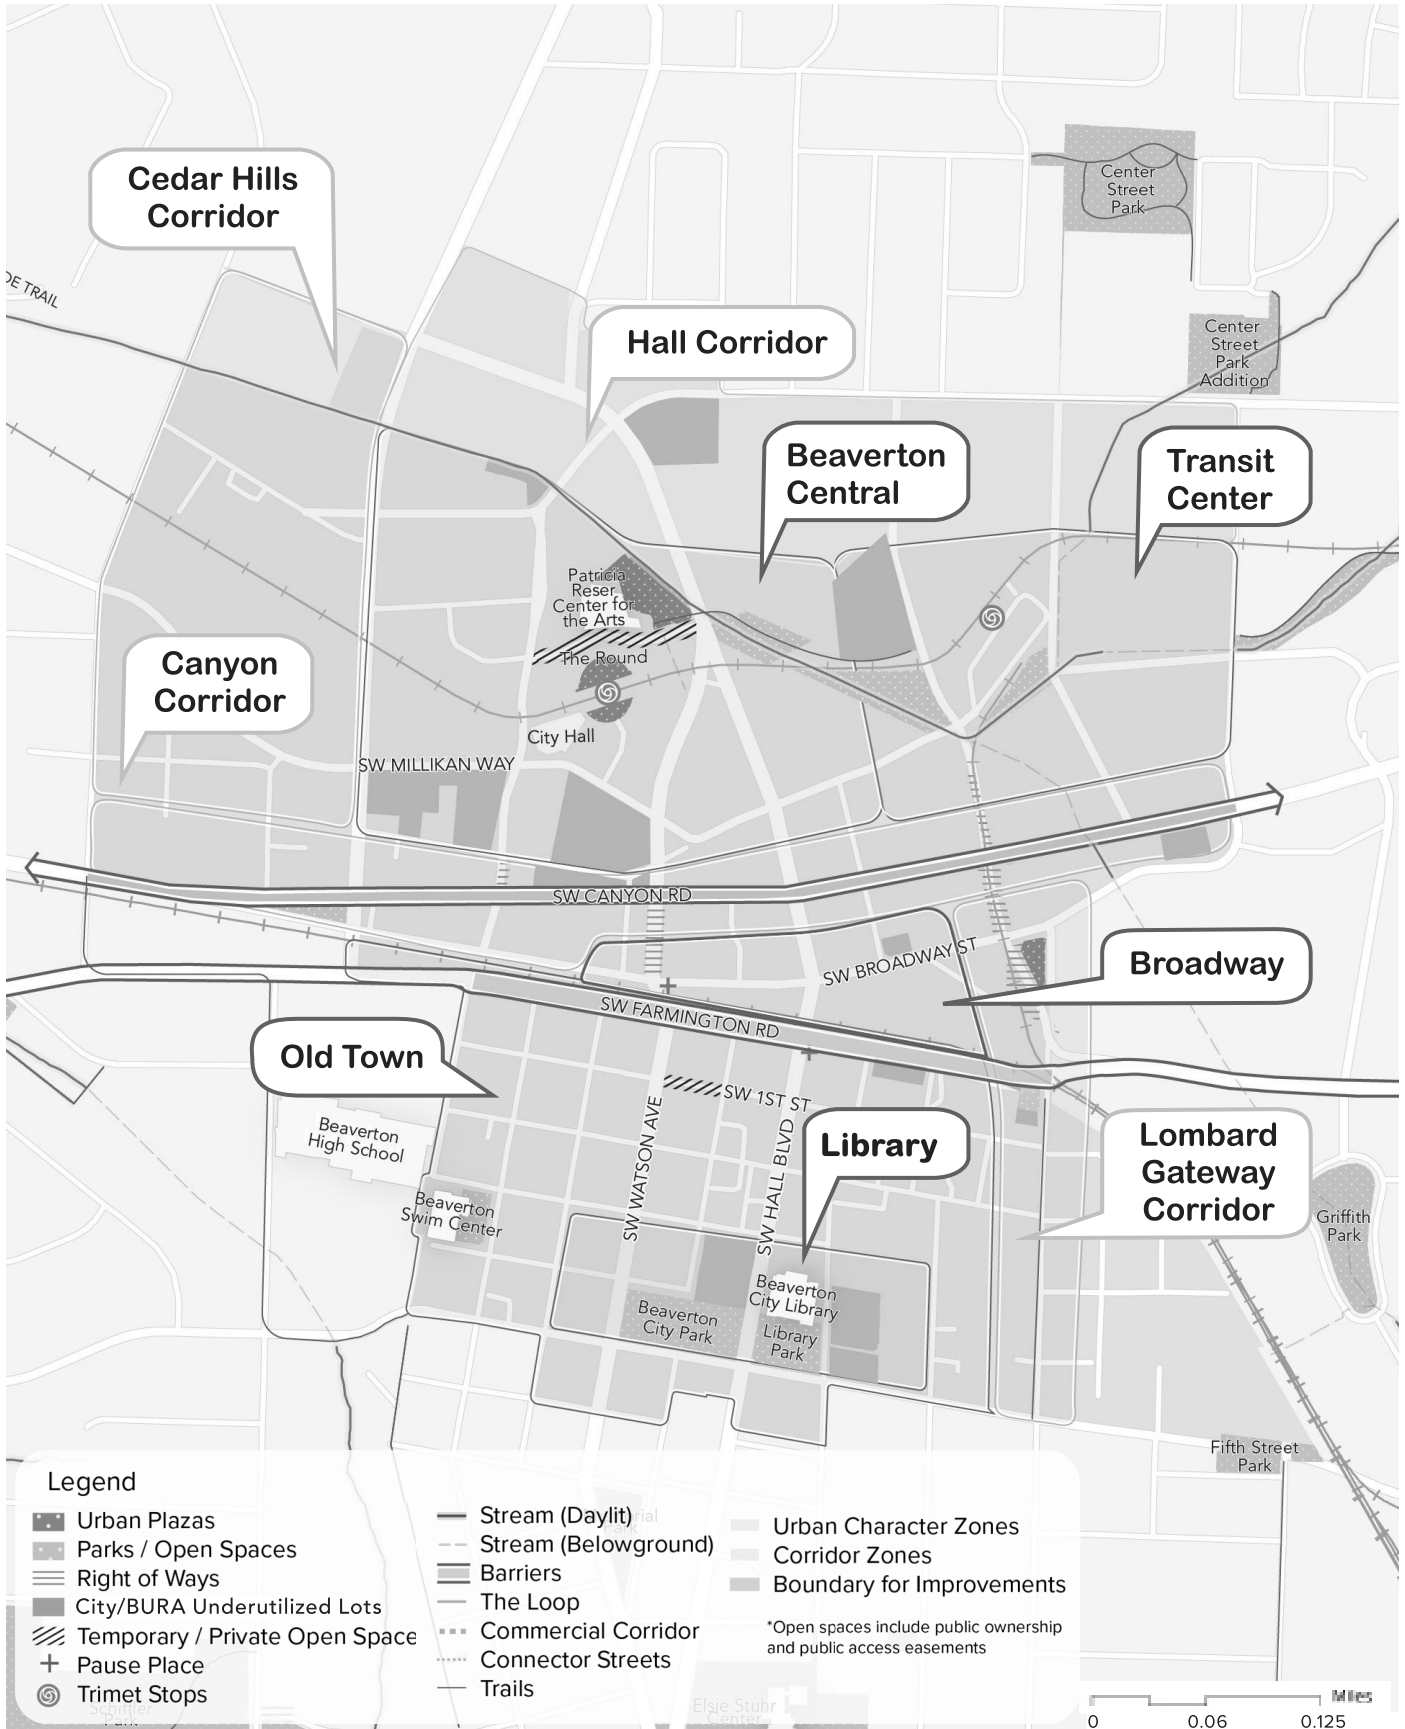 Center
Street
Park
Cedar Hills
Corridor
DE TRAIL
Hall Corridor
Center
Street
Park
Addition
Beaverton
Central
Transit
Center
Patricia
Reser
Center for
the Arts
The Round
Canyon
Corridor
City Hall
SW MILLIKAN WAY
SW CANYON RD
SW BROADWAY ST
Broadway
SW FARMINGTON RD
Old Town
SW 1ST ST
SW WATSON AVE
SW HALL BLVD
Library
Lombard
Gateway
Corridor
Beaverton
High School
Beaverton
Swim Center
Griffith
Park
Beaverton
City Library
Beaverton
City Park
Library
Park
Fifth Street
Park
Legend
Urban Plazas
Parks / Open Spaces
Right of Ways
City/BURA Underutilized Lots
Temporary / Private Open Space
Pause Place
Trimet Stops
Stream (Daylit)
Stream (Belowground)
Barriers
The Loop
Commercial Corridor
Connector Streets
Trails
Urban Character Zones
Corridor Zones
Boundary for Improvements
*Open spaces include public ownership
and public access easements
Park
Schiffler
Park
Elsie Stuhr
Center
Miles
0 0.06 0.125